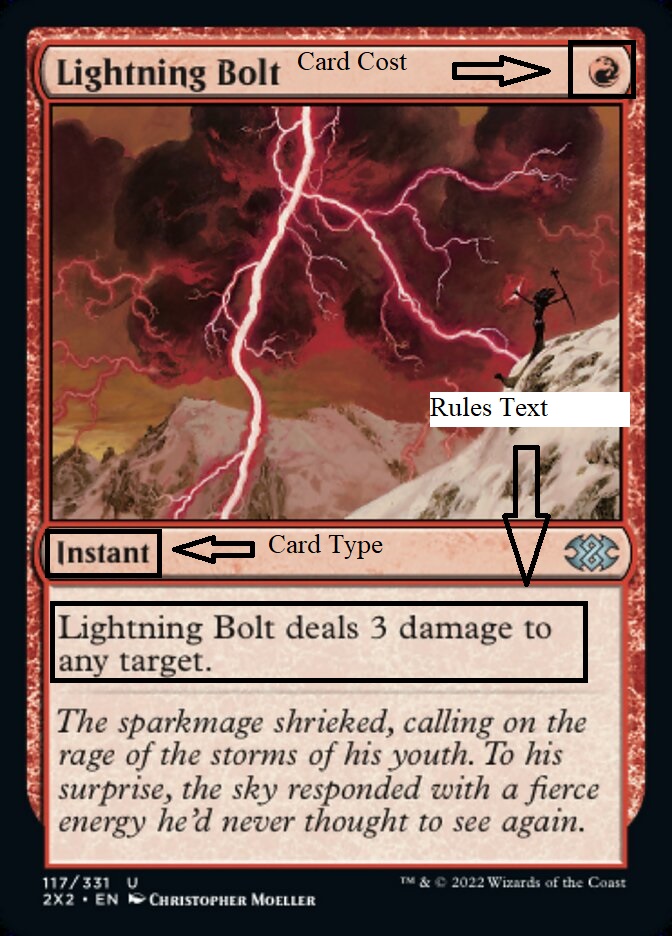 Lightning Bolt
Card Cost
Rules Text
Instant
Card Type
Lightning Bolt deals 3 damage to
any target.
The sparkmage shrieked, calling on the
rage of the storms of his youth. To his
surprise, the sky responded with a fierce
energy he'd never thought to see again.
117/331 U
2X2 • EN Christopher Moeller
™ & © 2022 Wizards of the Coast